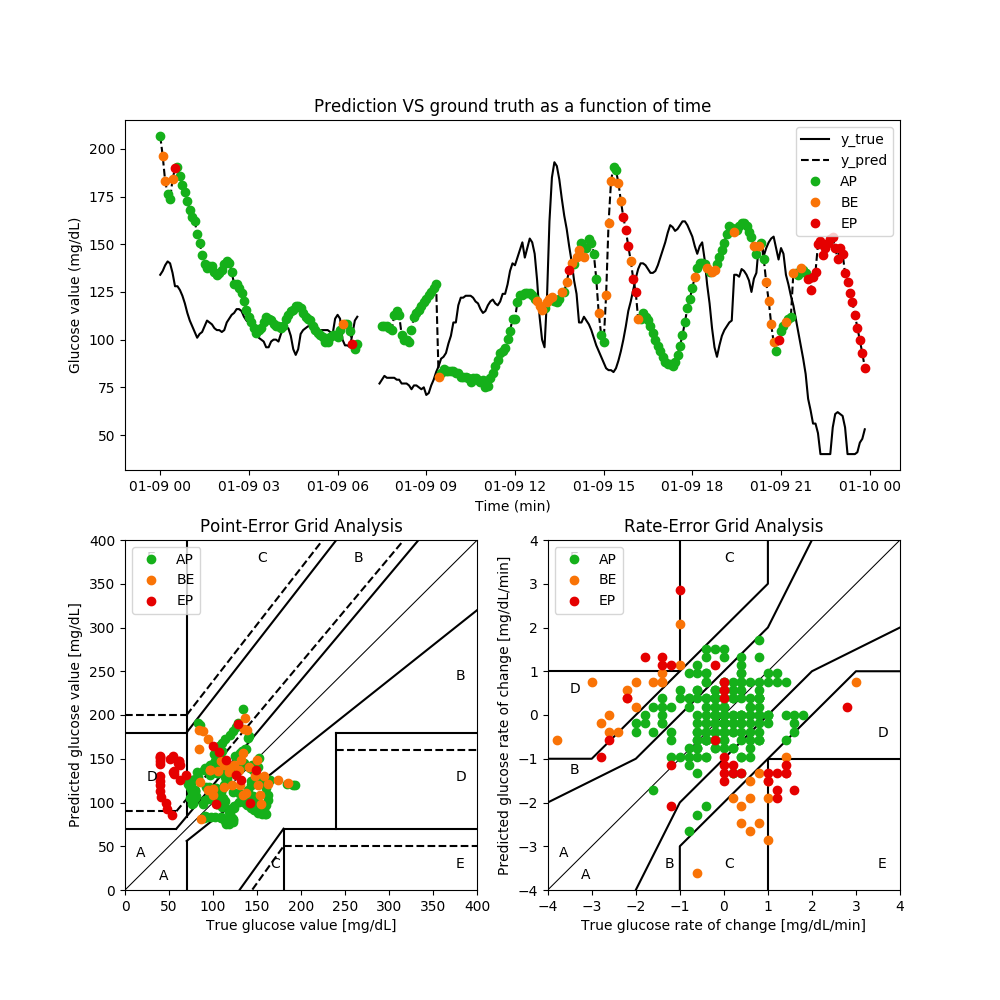 Prediction VS ground truth as a function of time
Glucose value (mg/dL)
200
175
150
125
100
75
50
y_true
y_pred
AP
BE
EP
01-09 00 01-09 03 01-09 06 01-09 09 01-09 12 01-09 15 01-09 18 01-09 21 01-10 00
Time (min)
Point-Error Grid Analysis
Predicted glucose value [mg/dL]
400
350
300
250
200
150
100
50
0
AP
BE
EP
C
B
B
D
D
A
A
C
E
0 50 100 150 200 250 300 350 400
True glucose value [mg/dL]
Rate-Error Grid Analysis
Predicted glucose rate of change [mg/dL/min]
4
3
2
1
0
−1
−2
−3
−4
AP
BE
EP
C
D
D
B
A
A
B
C
E
−4 −3 −2 −1 0 1 2 3 4
True glucose rate of change [mg/dL/min]